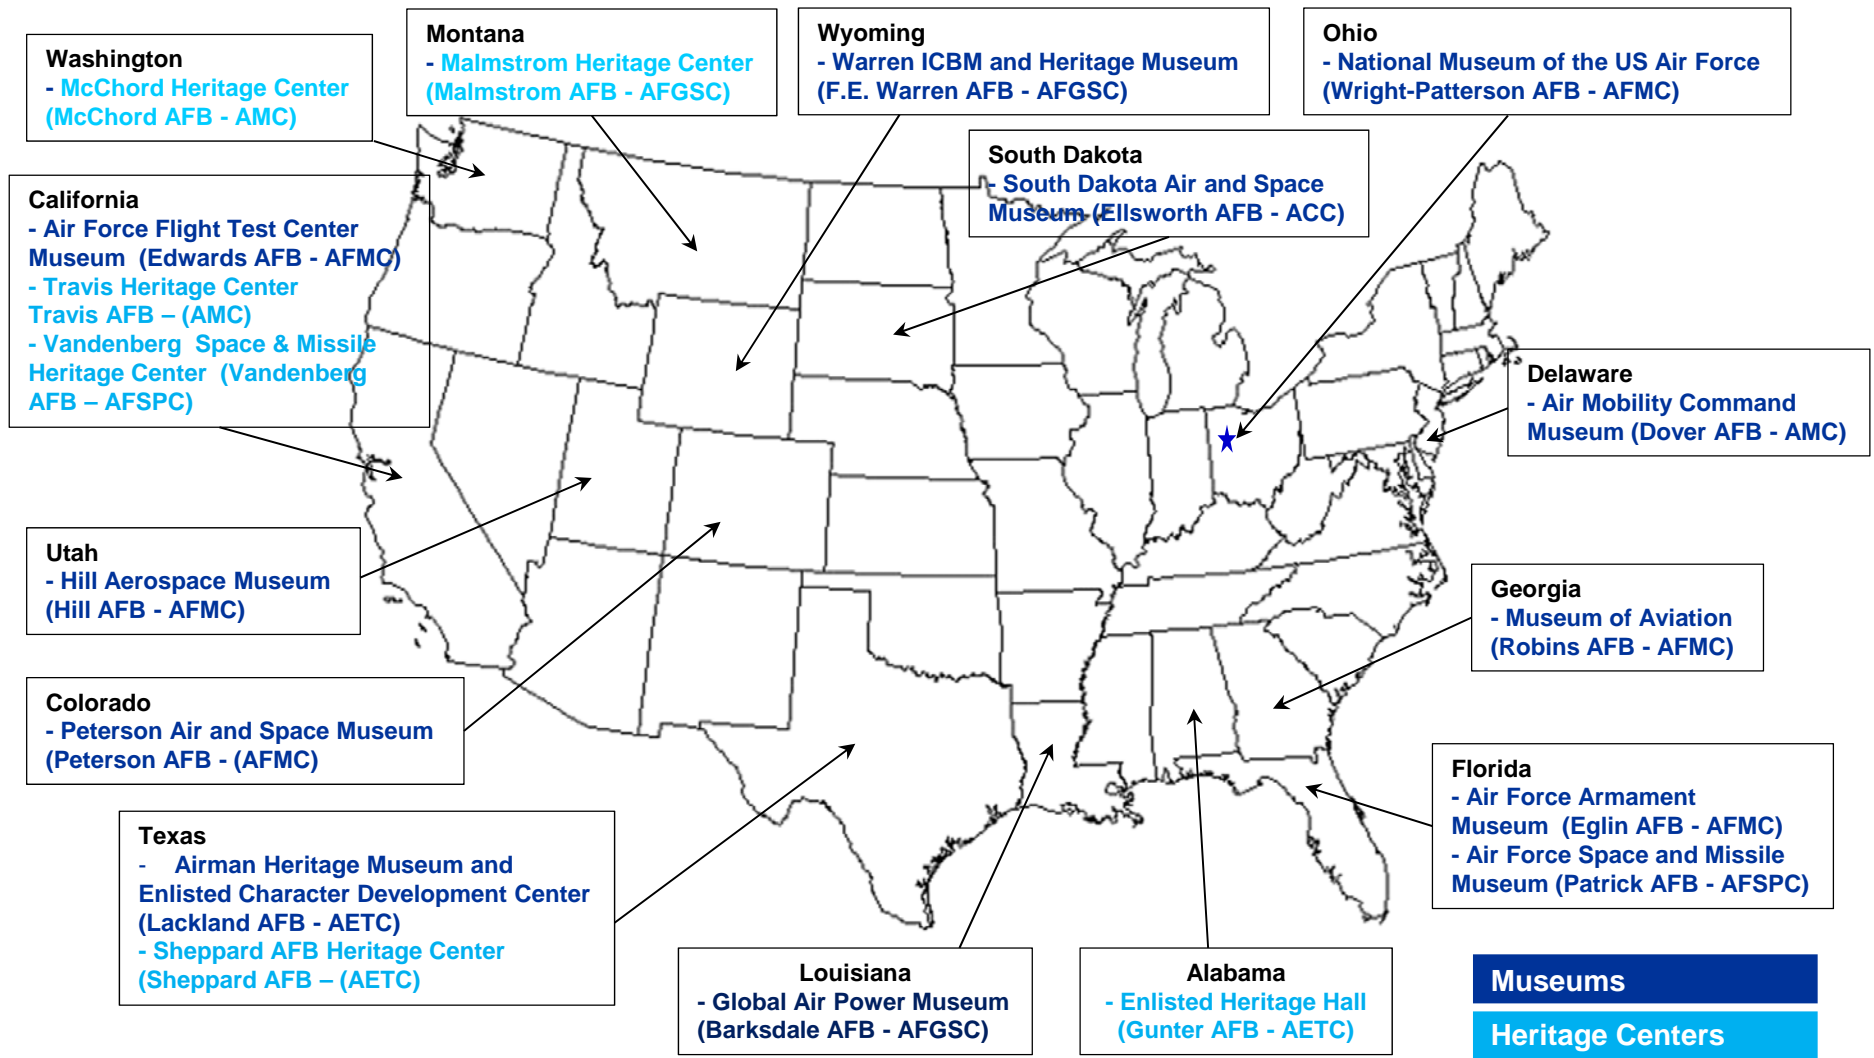 Washington
- McChord Heritage Center
(McChord AFB - AMC)
Montana
- Malmstrom Heritage Center
(Malmstrom AFB - AFGSC)
Wyoming
- Warren ICBM and Heritage Museum
(F.E. Warren AFB - AFGSC)
Ohio
- National Museum of the US Air Force
(Wright-Patterson AFB - AFMC)
South Dakota
- South Dakota Air and Space
Museum (Ellsworth AFB - ACC)
California
- Air Force Flight Test Center
Museum (Edwards AFB - AFMC)
- Travis Heritage Center
Travis AFB – (AMC)
- Vandenberg Space & Missile
Heritage Center (Vandenberg
AFB – AFSPC)
Delaware
- Air Mobility Command
Museum (Dover AFB - AMC)
Utah
- Hill Aerospace Museum
(Hill AFB - AFMC)
Georgia
- Museum of Aviation
(Robins AFB - AFMC)
Colorado
- Peterson Air and Space Museum
(Peterson AFB - (AFMC)
Florida
- Air Force Armament
Museum (Eglin AFB - AFMC)
- Air Force Space and Missile
Museum (Patrick AFB - AFSPC)
Texas
- Airman Heritage Museum and
Enlisted Character Development Center
(Lackland AFB - AETC)
- Sheppard AFB Heritage Center
(Sheppard AFB – (AETC)
Louisiana
- Global Air Power Museum
(Barksdale AFB - AFGSC)
Alabama
- Enlisted Heritage Hall
(Gunter AFB - AETC)
Museums
Heritage Centers